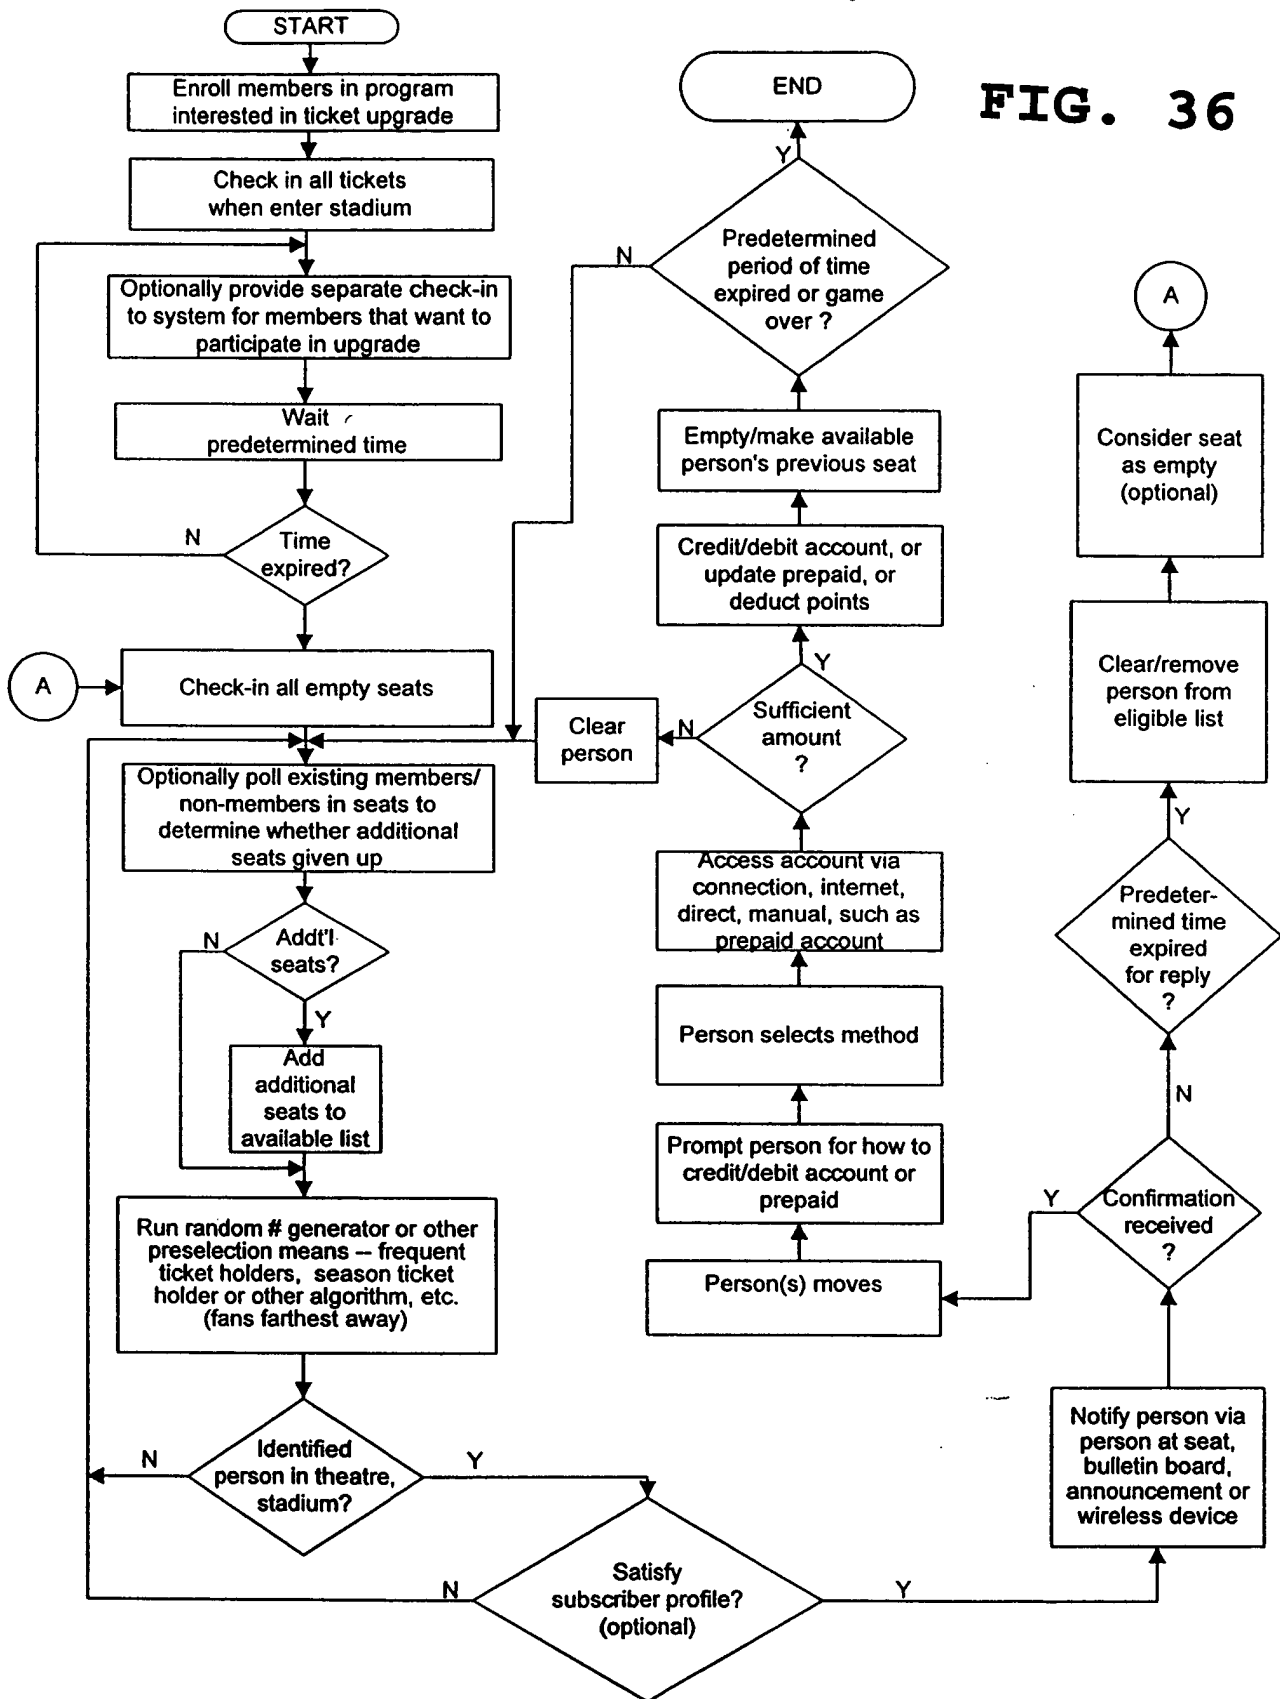 START
Enroll members in program
interested in ticket upgrade
Check in all tickets
when enter stadium
Optionally provide separate check-in
to system for members that want to
participate in upgrade
Wait
predetermined time
N
Time
expired?
A
Check-in all empty seats
Optionally poll existing members/
non-members in seats to
determine whether additional
seats given up
N
Addt'l
seats?
Y
Add
additional
seats to
available list
Run random # generator or other
preselection means -- frequent
ticket holders, season ticket
holder or other algorithm, etc.
(fans farthest away)
N
Identified
person in theatre,
stadium?
Y
N
Satisfy
subscriber profile?
(optional)
Y
END
FIG. 36
Y
N
Predetermined
period of time
expired or game
over ?
Empty/make available
person's previous seat
Credit/debit account, or
update prepaid, or
deduct points
Y
Clear
person
N
Sufficient
amount
?
Access account via
connection, internet,
direct, manual, such as
prepaid account
Person selects method
Prompt person for how to
credit/debit account or
prepaid
Person(s) moves
A
Consider seat
as empty
(optional)
Clear/remove
person from
eligible list
Y
Predeter-
mined time
expired
for reply
?
N
Y
Confirmation
received
?
Notify person via
person at seat,
bulletin board,
announcement or
wireless device